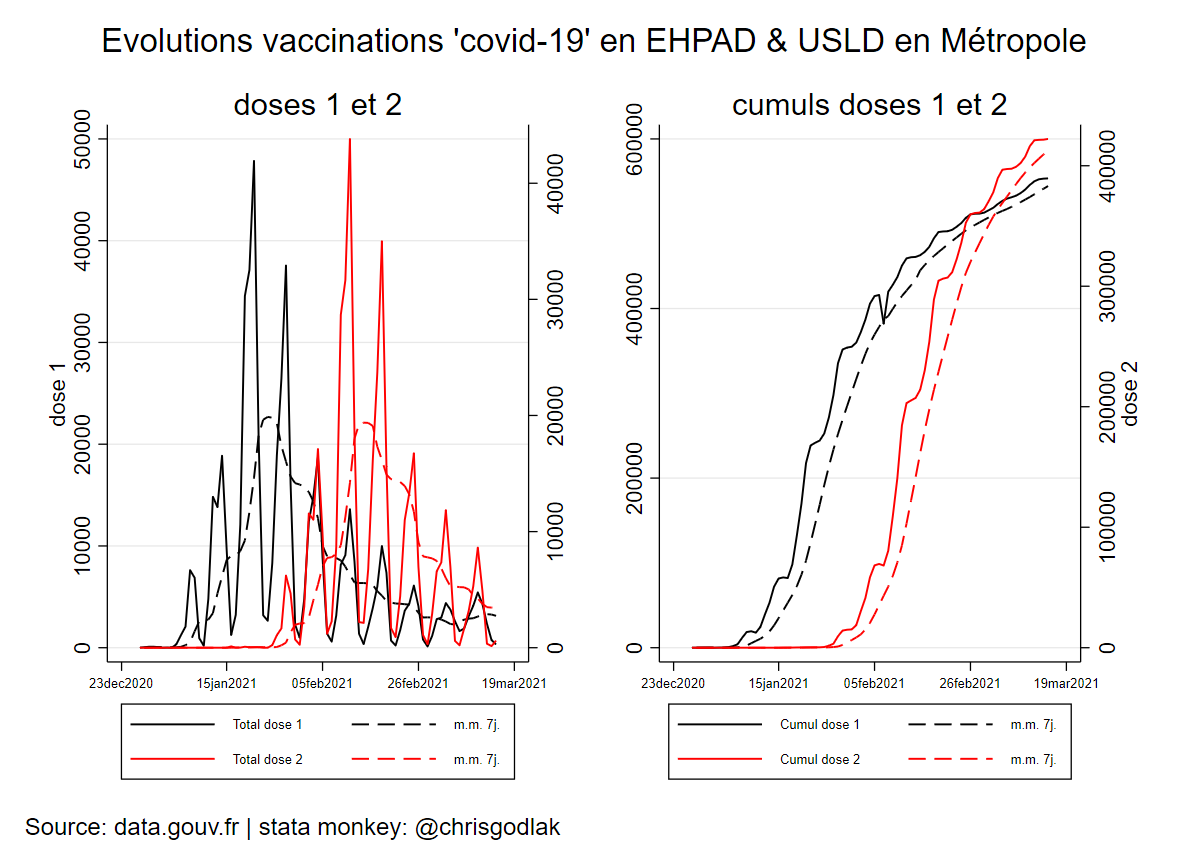 Evolutions vaccinations 'covid-19' en EHPAD & USLD en Métropole
doses 1 et 2
cumuls doses 1 et 2
dose 1
50000
40000
30000
20000
10000
0
40000
30000
20000
10000
0
23dec2020 15jan2021 05feb2021 26feb2021 19mar2021
Total dose 1 m.m. 7j.
Total dose 2 m.m. 7j.
600000
400000
200000
0
400000
300000
200000
100000
0
dose 2
23dec2020 15jan2021 05feb2021 26feb2021 19mar2021
Cumul dose 1 m.m. 7j.
Cumul dose 2 m.m. 7j.
Source: data.gouv.fr | stata monkey: @chrisgodlak